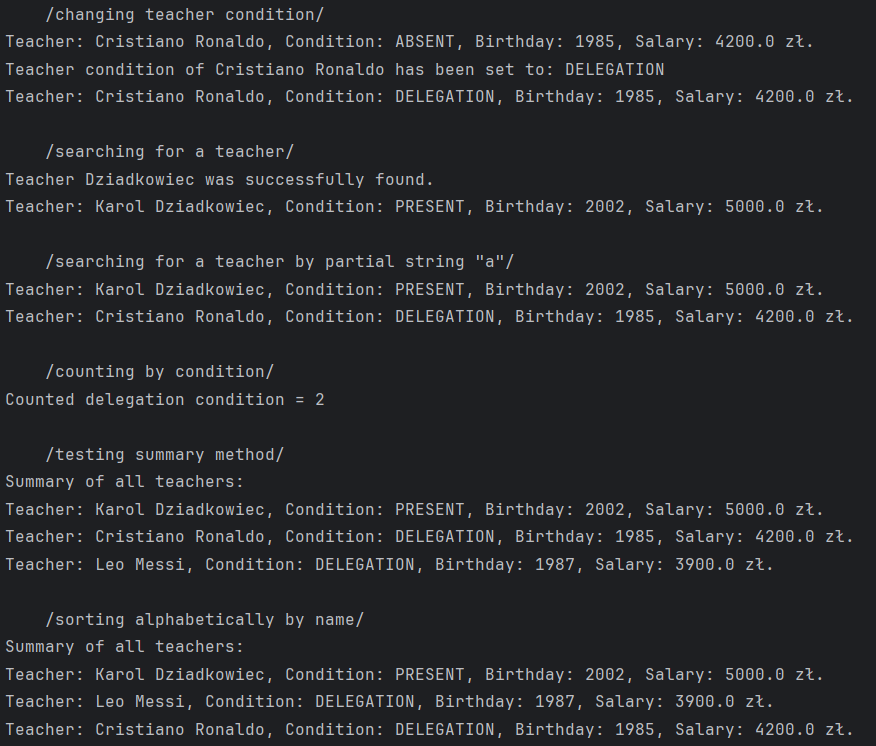 /changing teacher condition/
Teacher: Cristiano Ronaldo, Condition: ABSENT, Birthday: 1985, Salary: 4200.0 zł.
Teacher condition of Cristiano Ronaldo has been set to: DELEGATION
Teacher: Cristiano Ronaldo, Condition: DELEGATION, Birthday: 1985, Salary: 4200.0 zł.
/searching for a teacher/
Teacher Dziadkowiec was successfully found.
Teacher: Karol Dziadkowiec, Condition: PRESENT, Birthday: 2002, Salary: 5000.0 zł.
/searching for a teacher by partial string "a"/
Teacher: Karol Dziadkowiec, Condition: PRESENT, Birthday: 2002, Salary: 5000.0 zł.
Teacher: Cristiano Ronaldo, Condition: DELEGATION, Birthday: 1985, Salary: 4200.0 zł.
/counting by condition/
Counted delegation condition = 2
/testing summary method/
Summary of all teachers:
Teacher: Karol Dziadkowiec, Condition: PRESENT, Birthday: 2002, Salary: 5000.0 zł.
Teacher: Cristiano Ronaldo, Condition: DELEGATION, Birthday: 1985, Salary: 4200.0 zł.
Teacher: Leo Messi, Condition: DELEGATION, Birthday: 1987, Salary: 3900.0 zł.
/sorting alphabetically by name/
Summary of all teachers:
Teacher: Karol Dziadkowiec, Condition: PRESENT, Birthday: 2002, Salary: 5000.0 zł.
Teacher: Leo Messi, Condition: DELEGATION, Birthday: 1987, Salary: 3900.0 zł.
Teacher: Cristiano Ronaldo, Condition: DELEGATION, Birthday: 1985, Salary: 4200.0 zł.